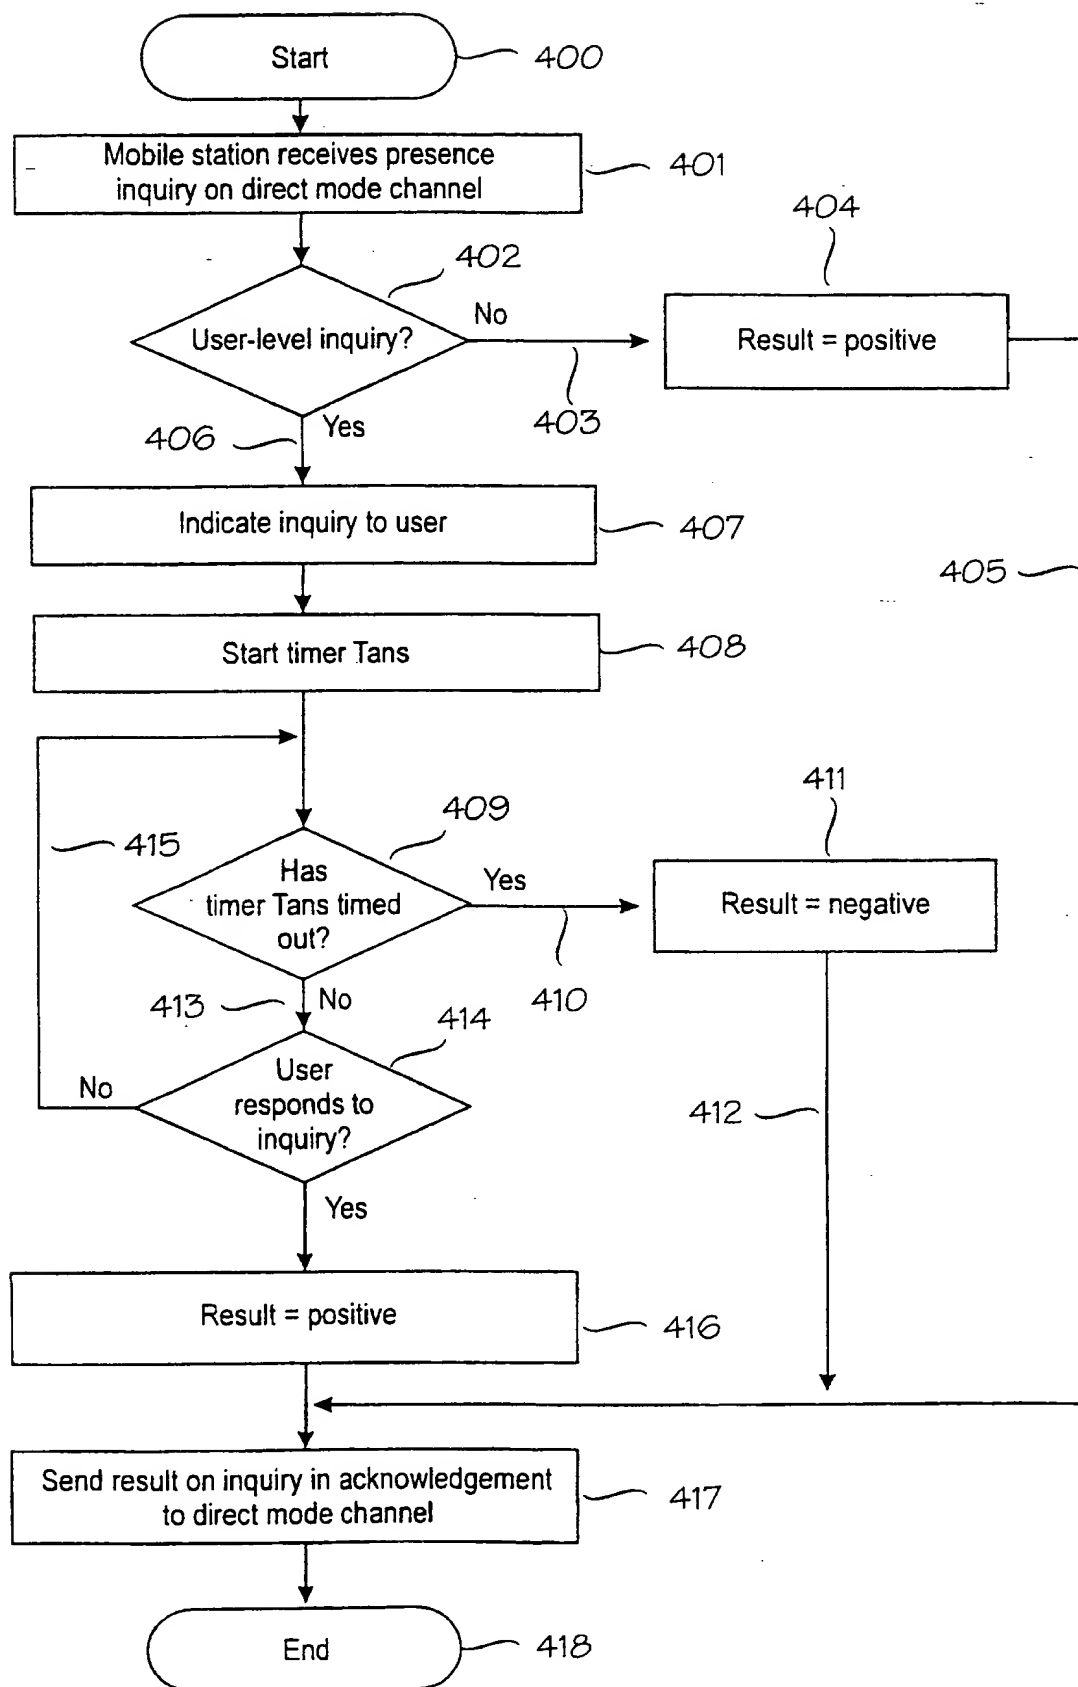 Start
400
Mobile station receives presence
inquiry on direct mode channel
401
402
404
User-level inquiry?
No
Result = positive
403
406
Yes
Indicate inquiry to user
407
405
Start timer Tans
408
409
411
415
Has
timer Tans timed
out?
Yes
Result = negative
410
413
No
414
User
responds to
inquiry?
No
412
Yes
Result = positive
416
Send result on inquiry in acknowledgement
to direct mode channel
417
End
418